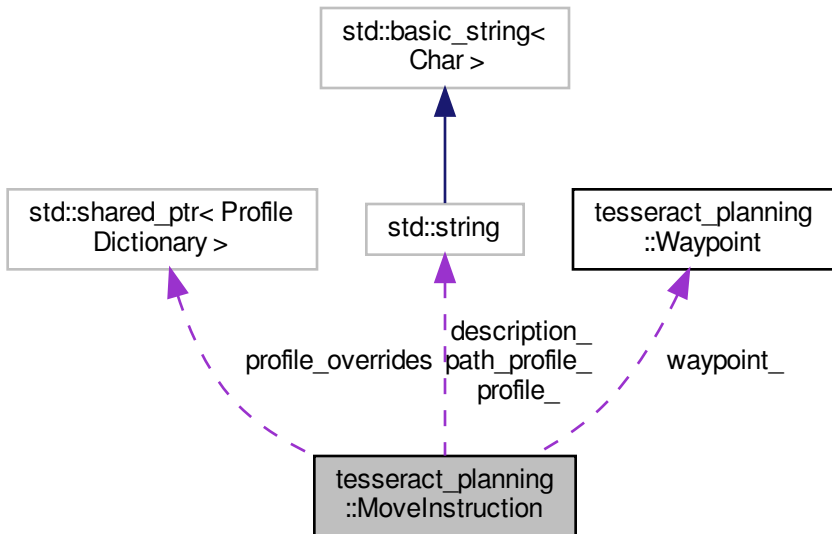 std::basic_string<
Char >
std::shared_ptr< Profile
Dictionary >
std::string
tesseract_planning
::Waypoint
profile_overrides
description_
path_profile_
profile_
waypoint_
tesseract_planning
::MoveInstruction